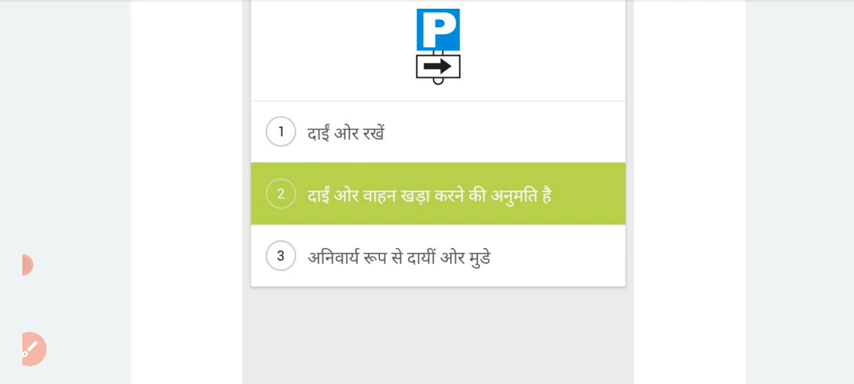 P
1 दाईं ओर रखें
2 दाईं ओर वाहन खड़ा करने की अनुमति है
3 अनिवार्य रूप से दायीं ओर मुडे